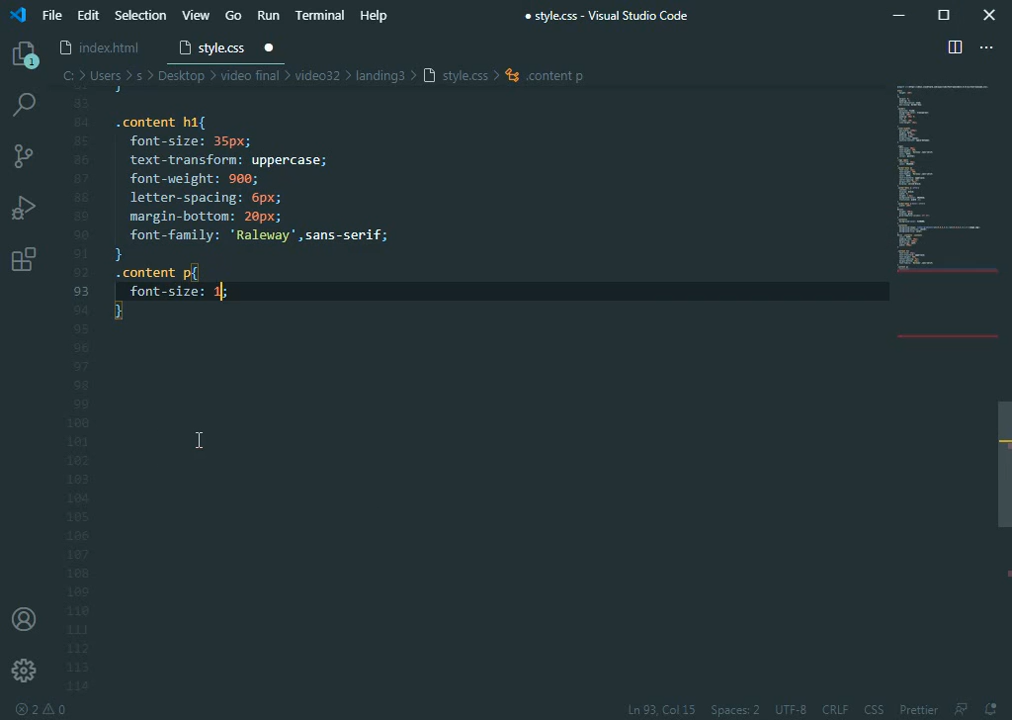 File Edit Selection View Go Run Terminal Help ● style.css - Visual Studio Code
1 index.html style.css ●
C: > Users > s > Desktop > video final > video32 > landing3 > style.css > .content p
83
84 .content h1{
85 font-size: 35px;
86 text-transform: uppercase;
87 font-weight: 900;
88 letter-spacing: 6px;
89 margin-bottom: 20px;
90 font-family: 'Raleway',sans-serif;
91 }
92 .content p{
93 font-size: 1;
94 }
95
96
97
98
99
100
101
102
103
104
105
106
107
108
109
110
111
112
113
114
2 0 Ln 93, Col 15 Spaces: 2 UTF-8 CRLF CSS Prettier